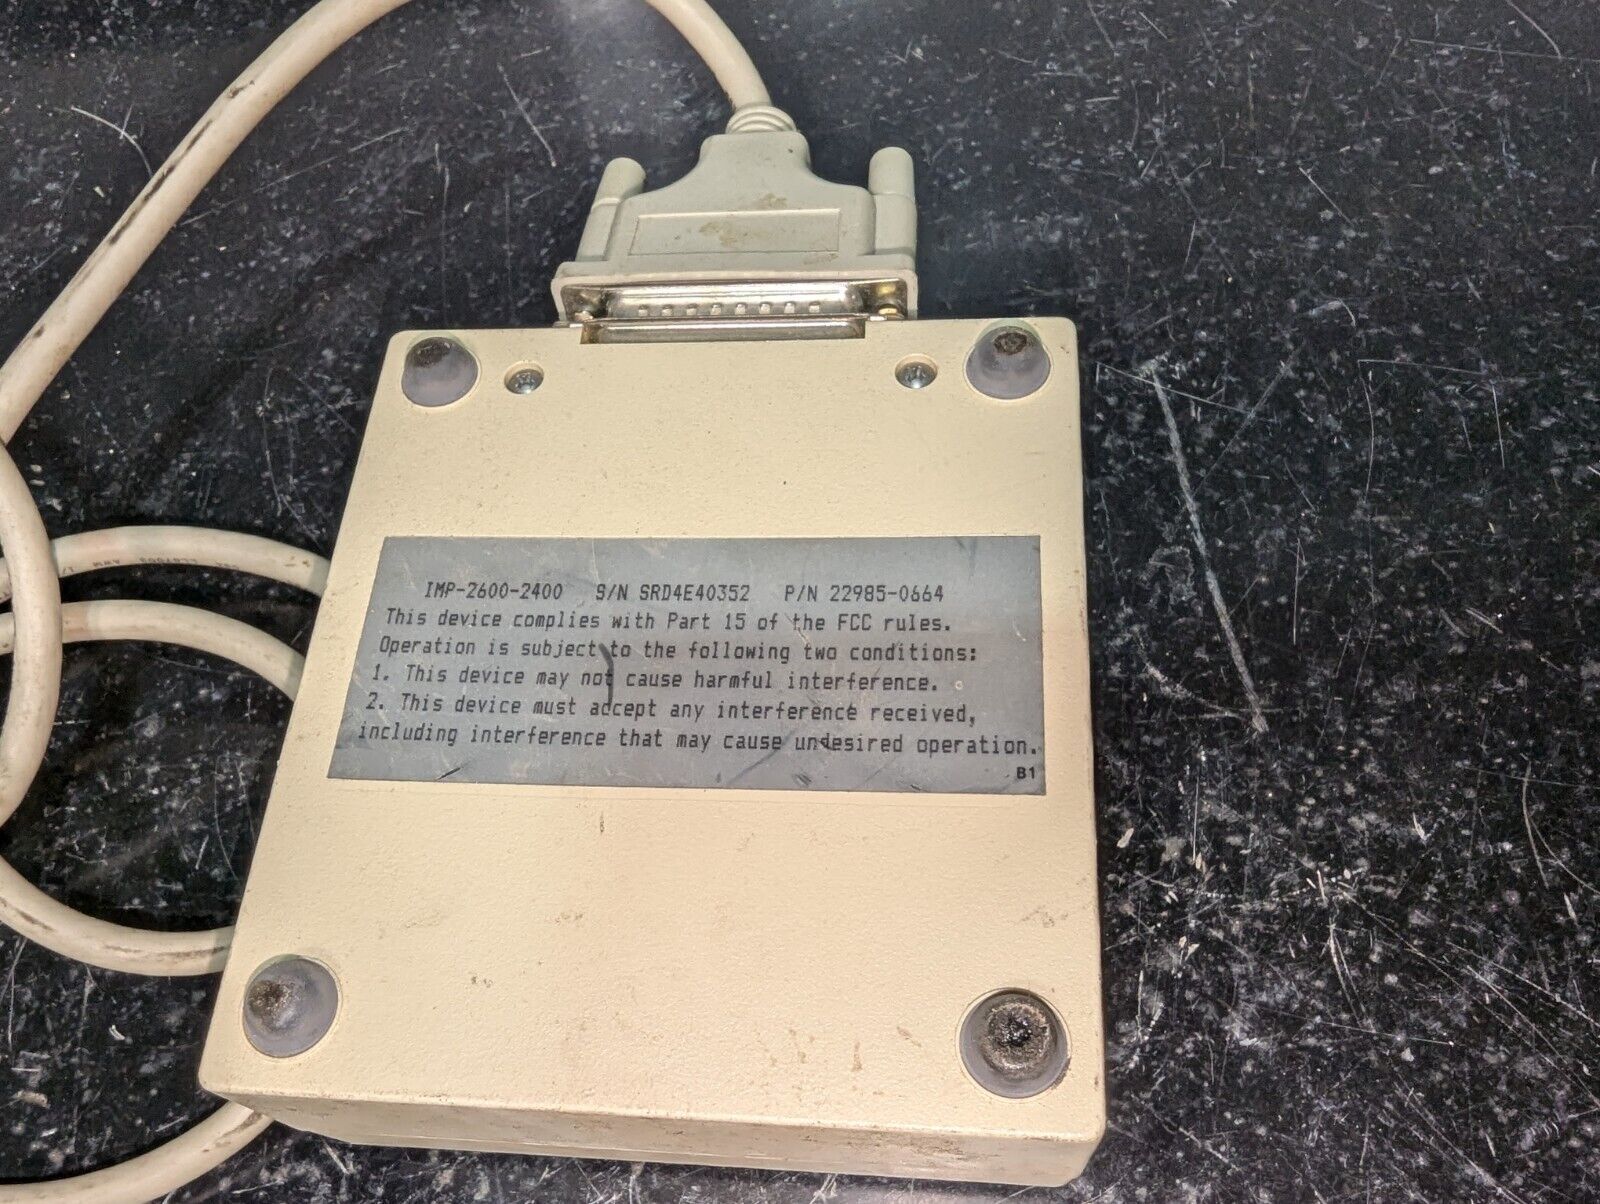 IMP-2600-2400 S/N SRD4E40352 P/N 22985-0664
This device complies with Part 15 of the FCC rules.
Operation is subject to the following two conditions:
1. This device may not cause harmful interference.
2. This device must accept any interference received,
including interference that may cause undesired operation.
B1